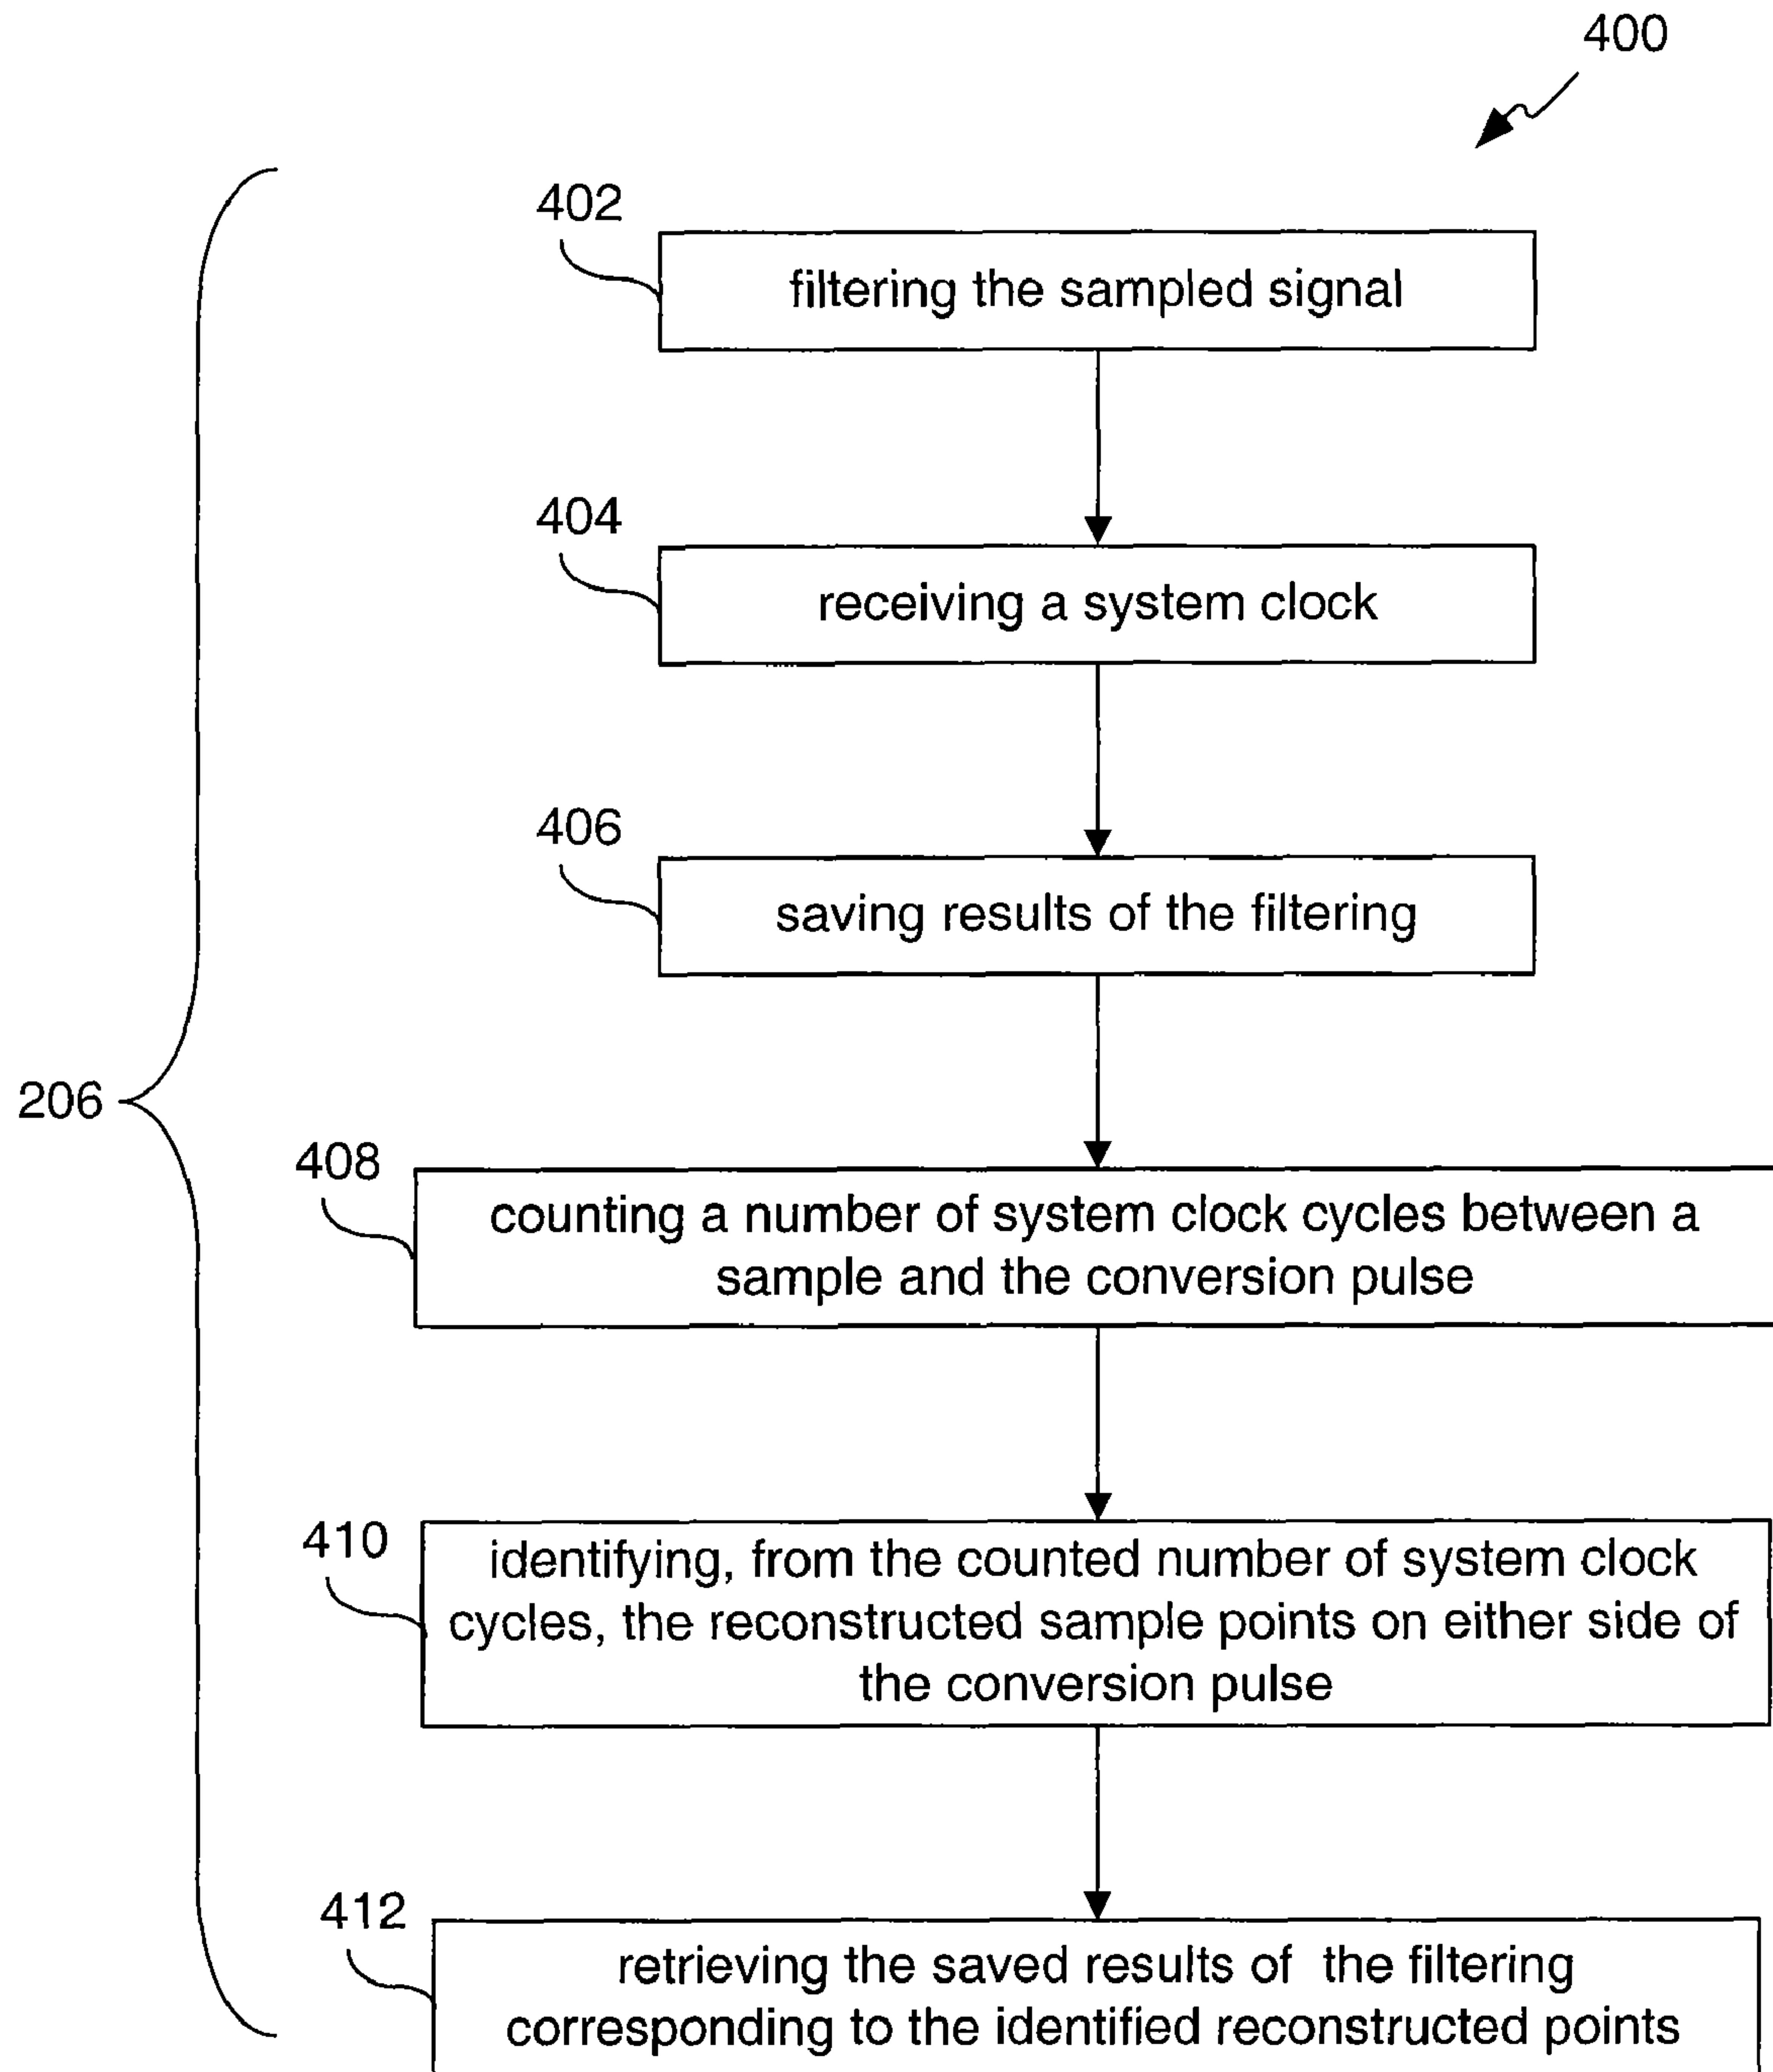 400
402
filtering the sampled signal
404
receiving a system clock
406
saving results of the filtering
206
408
counting a number of system clock cycles between a
sample and the conversion pulse
410
identifying, from the counted number of system clock
cycles, the reconstructed sample points on either side of
the conversion pulse
412
retrieving the saved results of the filtering
corresponding to the identified reconstructed points